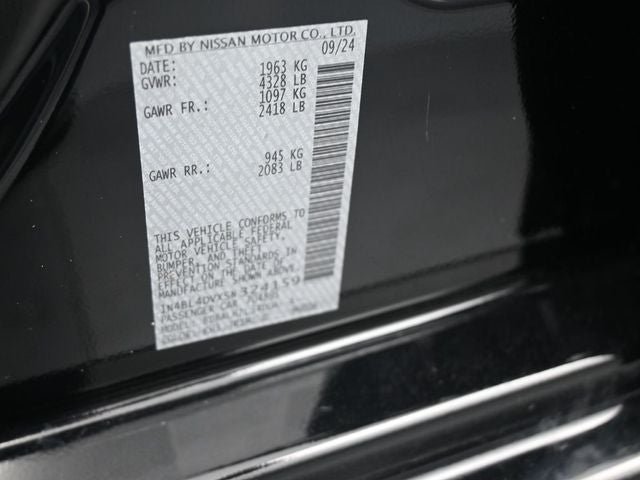 MFD BY NISSAN MOTOR CO., LTD.
DATE: 09/24
GVWR: 1963 KG
4328 LB
GAWR FR.: 1097 KG
2418 LB
GAWR RR.: 945 KG
2083 LB
THIS VEHICLE CONFORMS TO
ALL APPLICABLE FEDERAL
MOTOR VEHICLE SAFETY,
BUMPER, AND THEFT
PREVENTION STANDARDS IN
EFFECT ON THE DATE OF
MANUFACTURE SHOWN ABOVE.
1N4BL4DVXSN324159
PASSENGER CAR
MODEL: